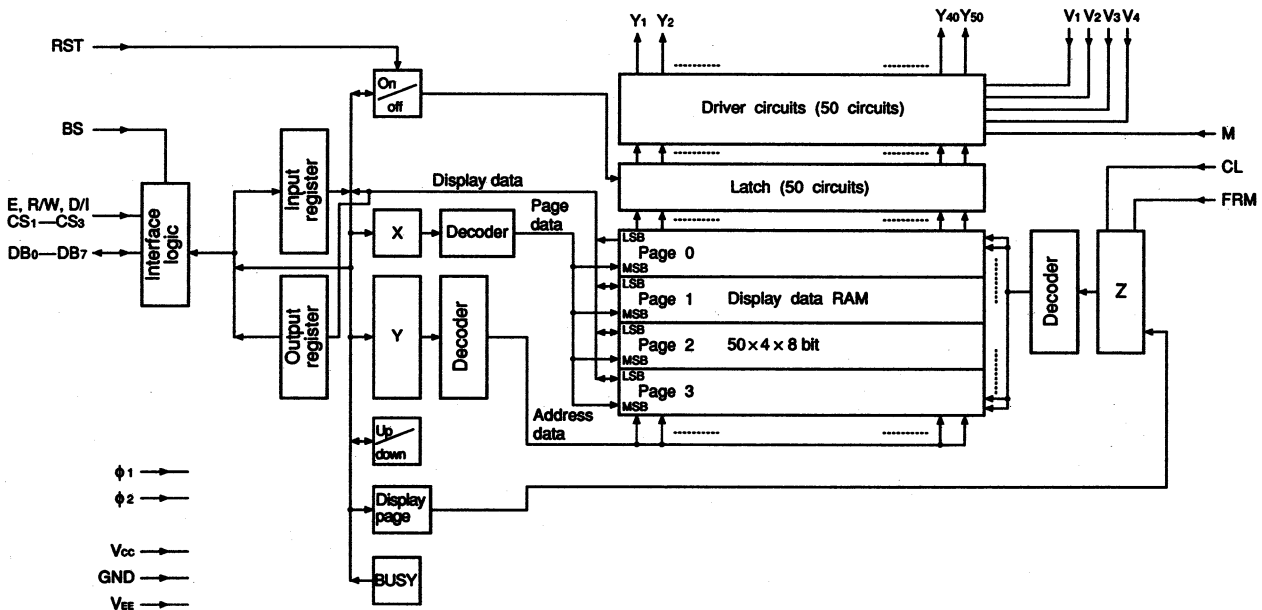 Y1 Y2 Y40 Y50 V1 V2 V3 V4
RST
On/off
Driver circuits (50 circuits)
BS
M
Input register
Display data
Latch (50 circuits)
CL
E, R/W, D/I
CS1—CS3
FRM
Interface logic
DB0—DB7
X
Decoder
Page data
LSB
Page 0
MSB
LSB
Page 1 Display data RAM
MSB
LSB
Page 2 50×4×8 bit
MSB
LSB
Page 3
MSB
Decoder
Z
Output register
Y
Decoder
Address data
Up/down
ϕ1
ϕ2
Display page
Vcc
GND
BUSY
VEE